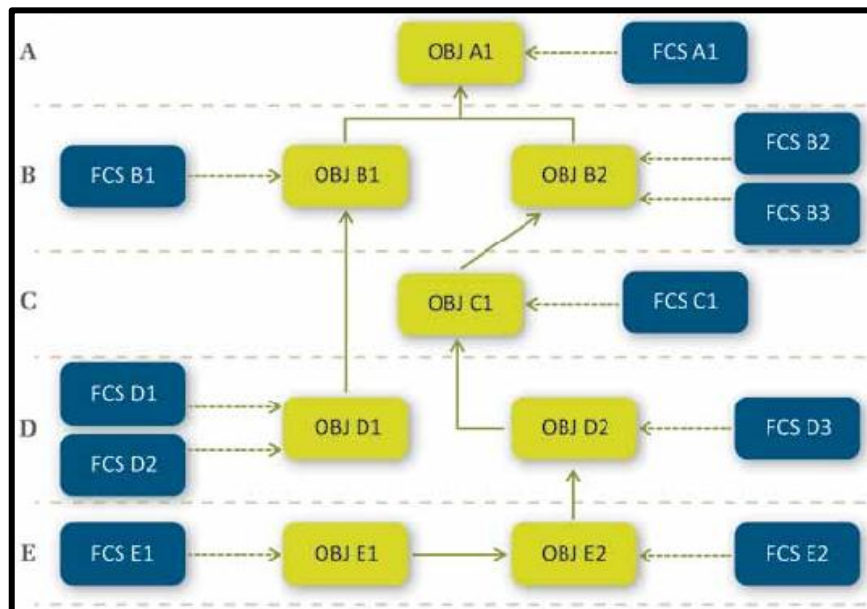 A
OBJ A1
FCS A1
B
FCS B1
OBJ B1
OBJ B2
FCS B2
FCS B3
C
OBJ C1
FCS C1
D
FCS D1
FCS D2
OBJ D1
OBJ D2
FCS D3
E
FCS E1
OBJ E1
OBJ E2
FCS E2